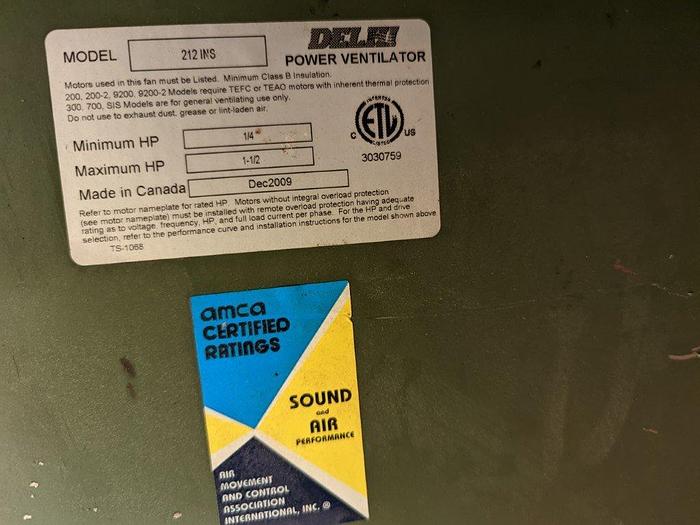 MODEL 212 INS
DELHI
POWER VENTILATOR
Motors used in this fan must be Listed. Minimum Class B Insulation.
200, 200-2, 9200, 9200-2 Models require TEFC or TEAO motors with inherent thermal protection
300, 700, SIS Models are for general ventilating use only.
Do not use to exhaust dust, grease or lint-laden air.
Minimum HP 1/4
Maximum HP 1-1/2
Made in Canada Dec2009
INTERTEK
C ETL US
LISTED
3030759
Refer to motor nameplate for rated HP. Motors without integral overload protection
(see motor nameplate) must be installed with remote overload protection having adequate
rating as to voltage, frequency, HP, and full load current per phase. For the HP and drive
selection, refer to the performance curve and installation instructions for the model shown above
TS-1068
amca
CERTIFIED
RATINGS
SOUND
and
AIR
PERFORMANCE
AIR
MOVEMENT
AND CONTROL
ASSOCIATION
INTERNATIONAL, INC. ®